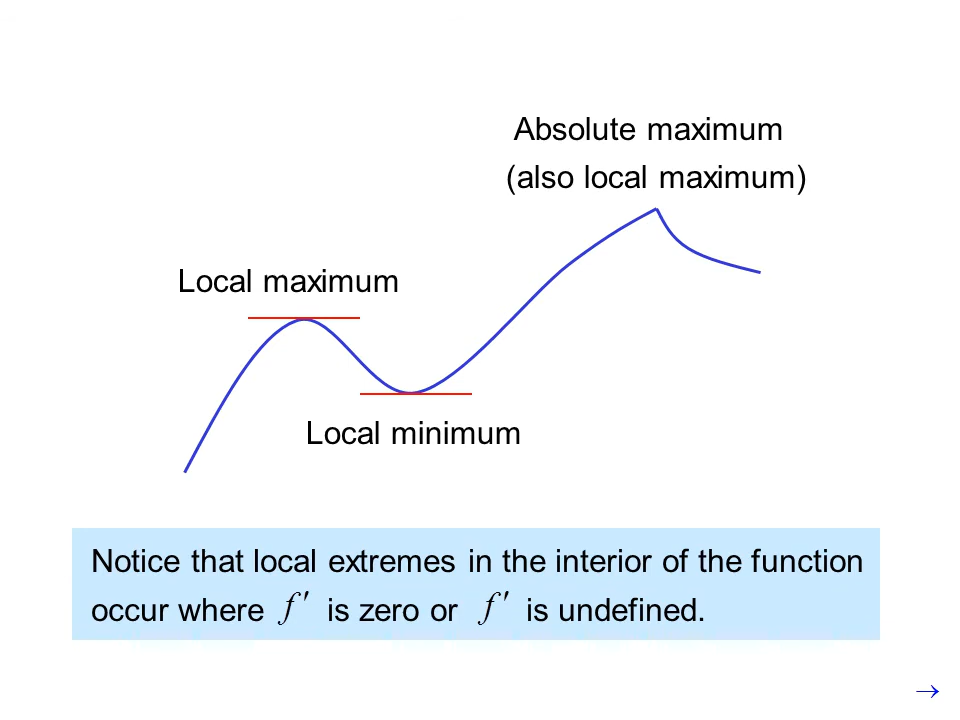 Absolute maximum
(also local maximum)
Local maximum
Local minimum
Notice that local extremes in the interior of the function
occur where f′ is zero or f′ is undefined.
→